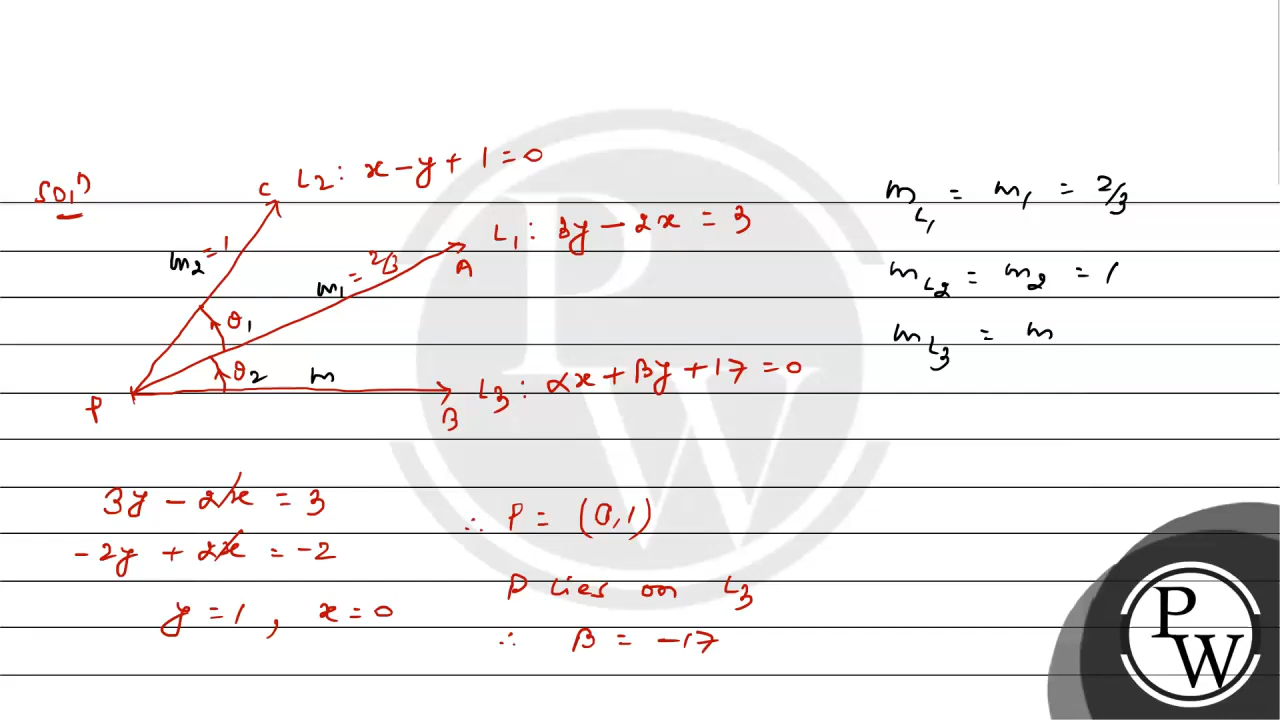 Sol^n
C L2 : x - y + 1 = 0
m2 = 1
L1 : 3y - 2x = 3
A
m1 = 2/3
θ1
θ2
m
P
B
L3 : αx + βy + 17 = 0
m_L1 = m1 = 2/3
m_L2 = m2 = 1
m_L3 = m
3y - 2x = 3
-2y + 2x = -2
y = 1 , x = 0
∴ P = (0,1)
P lies on L3
∴ β = -17
P
W
P
W